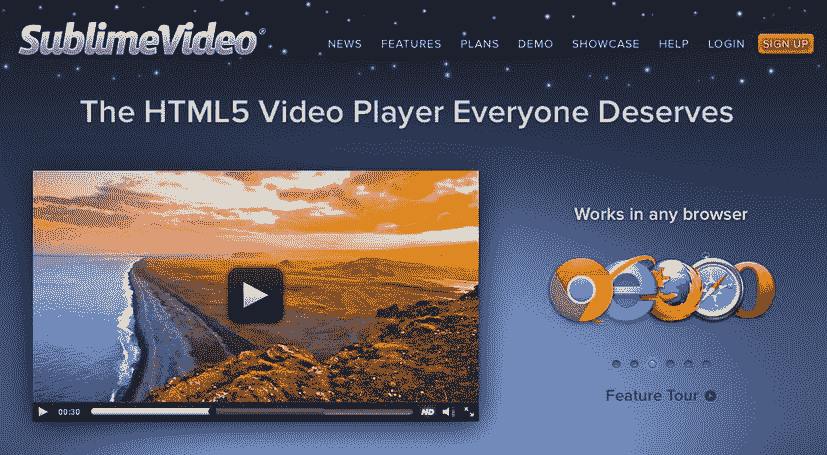 SublimeVideo®
NEWS FEATURES PLANS DEMO SHOWCASE HELP LOGIN SIGN UP
The HTML5 Video Player Everyone Deserves
Works in any browser
00:30
HD
Feature Tour